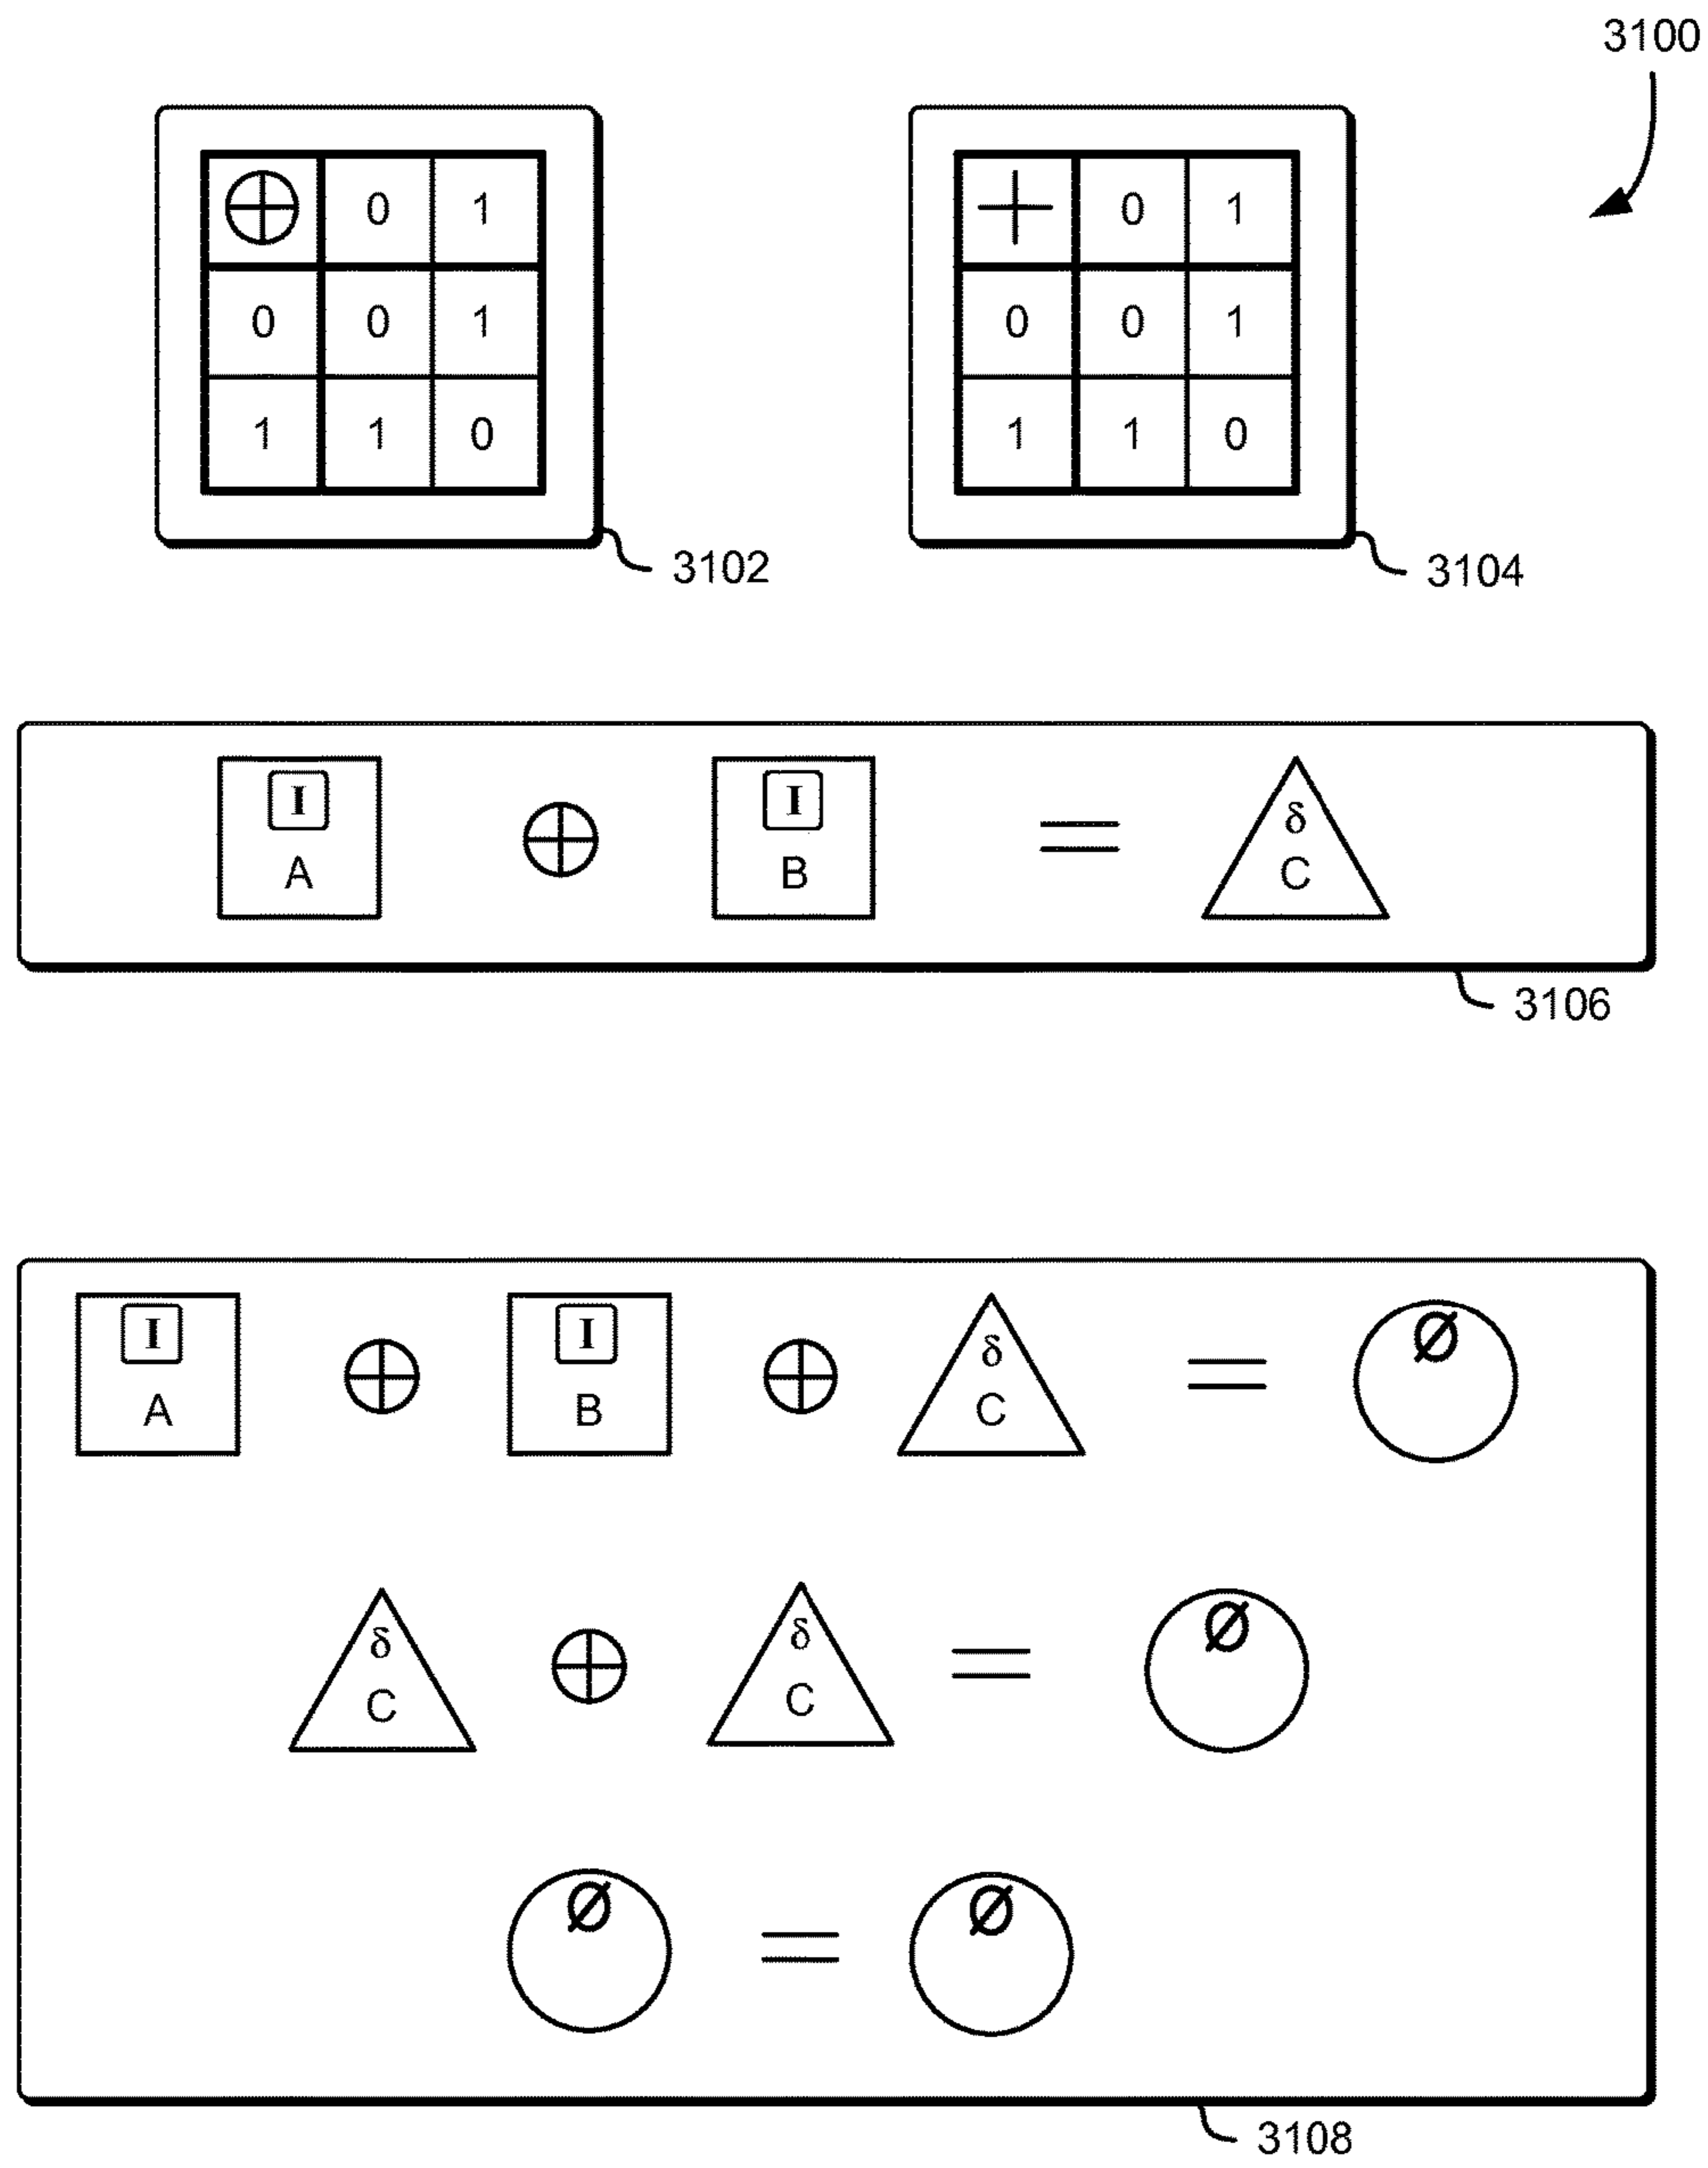 3100
⊕ 0 1
0 0 1
1 1 0
3102
+ 0 1
0 0 1
1 1 0
3104
I I δ
A ⊕ B = C
3106
I I δ Ø
A ⊕ B ⊕ C =
δ δ Ø
C ⊕ C =
Ø = Ø
3108